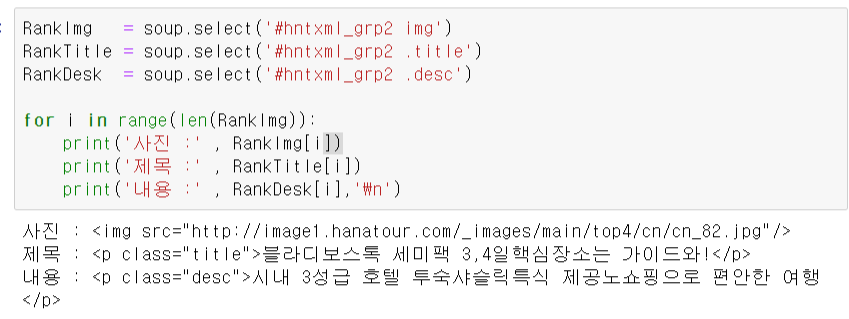 RankImg   = soup.select('#hntxml_grp2 img')
RankTitle = soup.select('#hntxml_grp2 .title')
RankDesk  = soup.select('#hntxml_grp2 .desc')
for i in range(len(RankImg)):
    print('사진 :' , RankImg[i])
    print('제목 :' , RankTitle[i])
    print('내용 :' , RankDesk[i],'₩n')
사진 : <img src="http://image1.hanatour.com/_images/main/top4/cn/cn_82.jpg"/>
제목 : <p class="title">블라디보스톡 세미팩 3,4일핵심장소는 가이드와!</p>
내용 : <p class="desc">시내 3성급 호텔 투숙샤슬릭특식 제공노쇼핑으로 편안한 여행
</p>